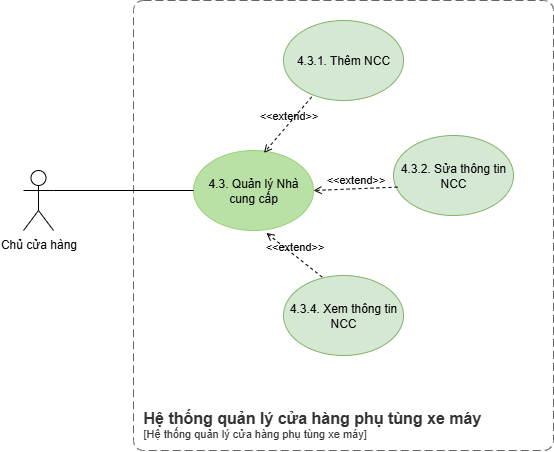 4.3.1. Thêm NCC
<<extend>>
4.3. Quản lý Nhà
cung cấp
<<extend>>
4.3.2. Sửa thông tin
NCC
Chủ cửa hàng
<<extend>>
4.3.4. Xem thông tin
NCC
Hệ thống quản lý cửa hàng phụ tùng xe máy
[Hệ thống quản lý cửa hàng phụ tùng xe máy]